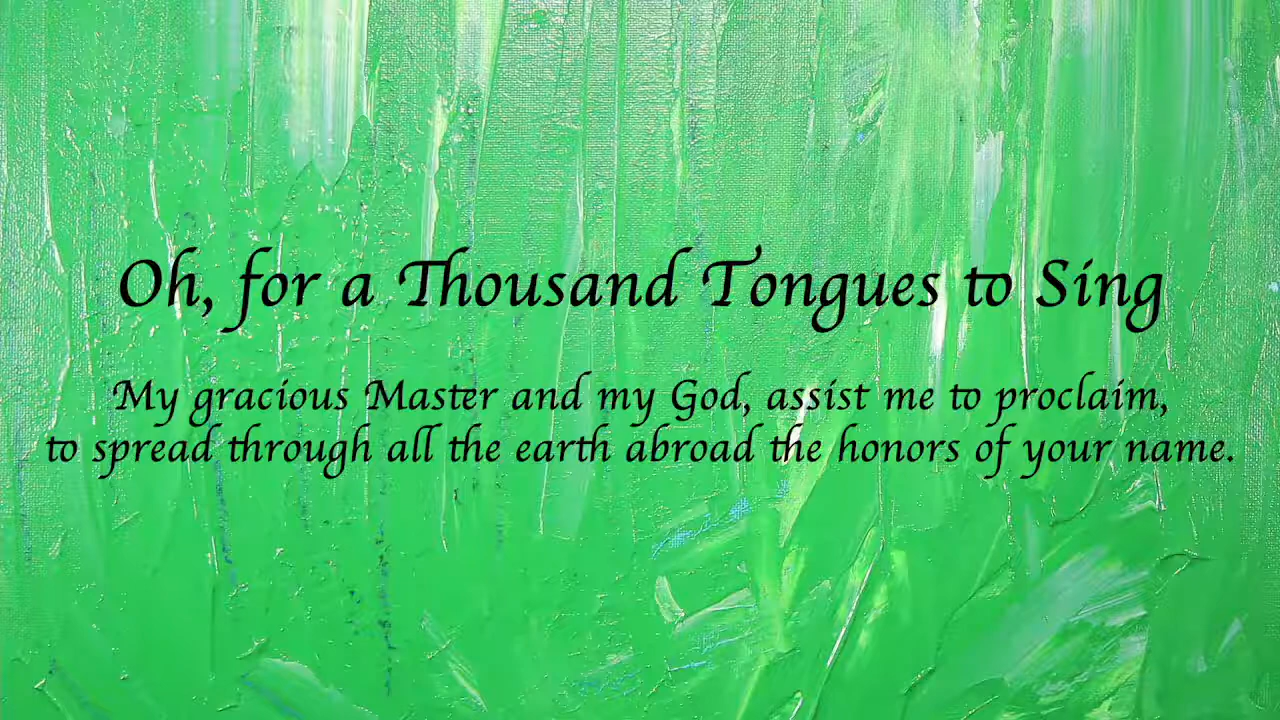 Oh, for a Thousand Tongues to Sing
My gracious Master and my God, assist me to proclaim,
to spread through all the earth abroad the honors of your name.